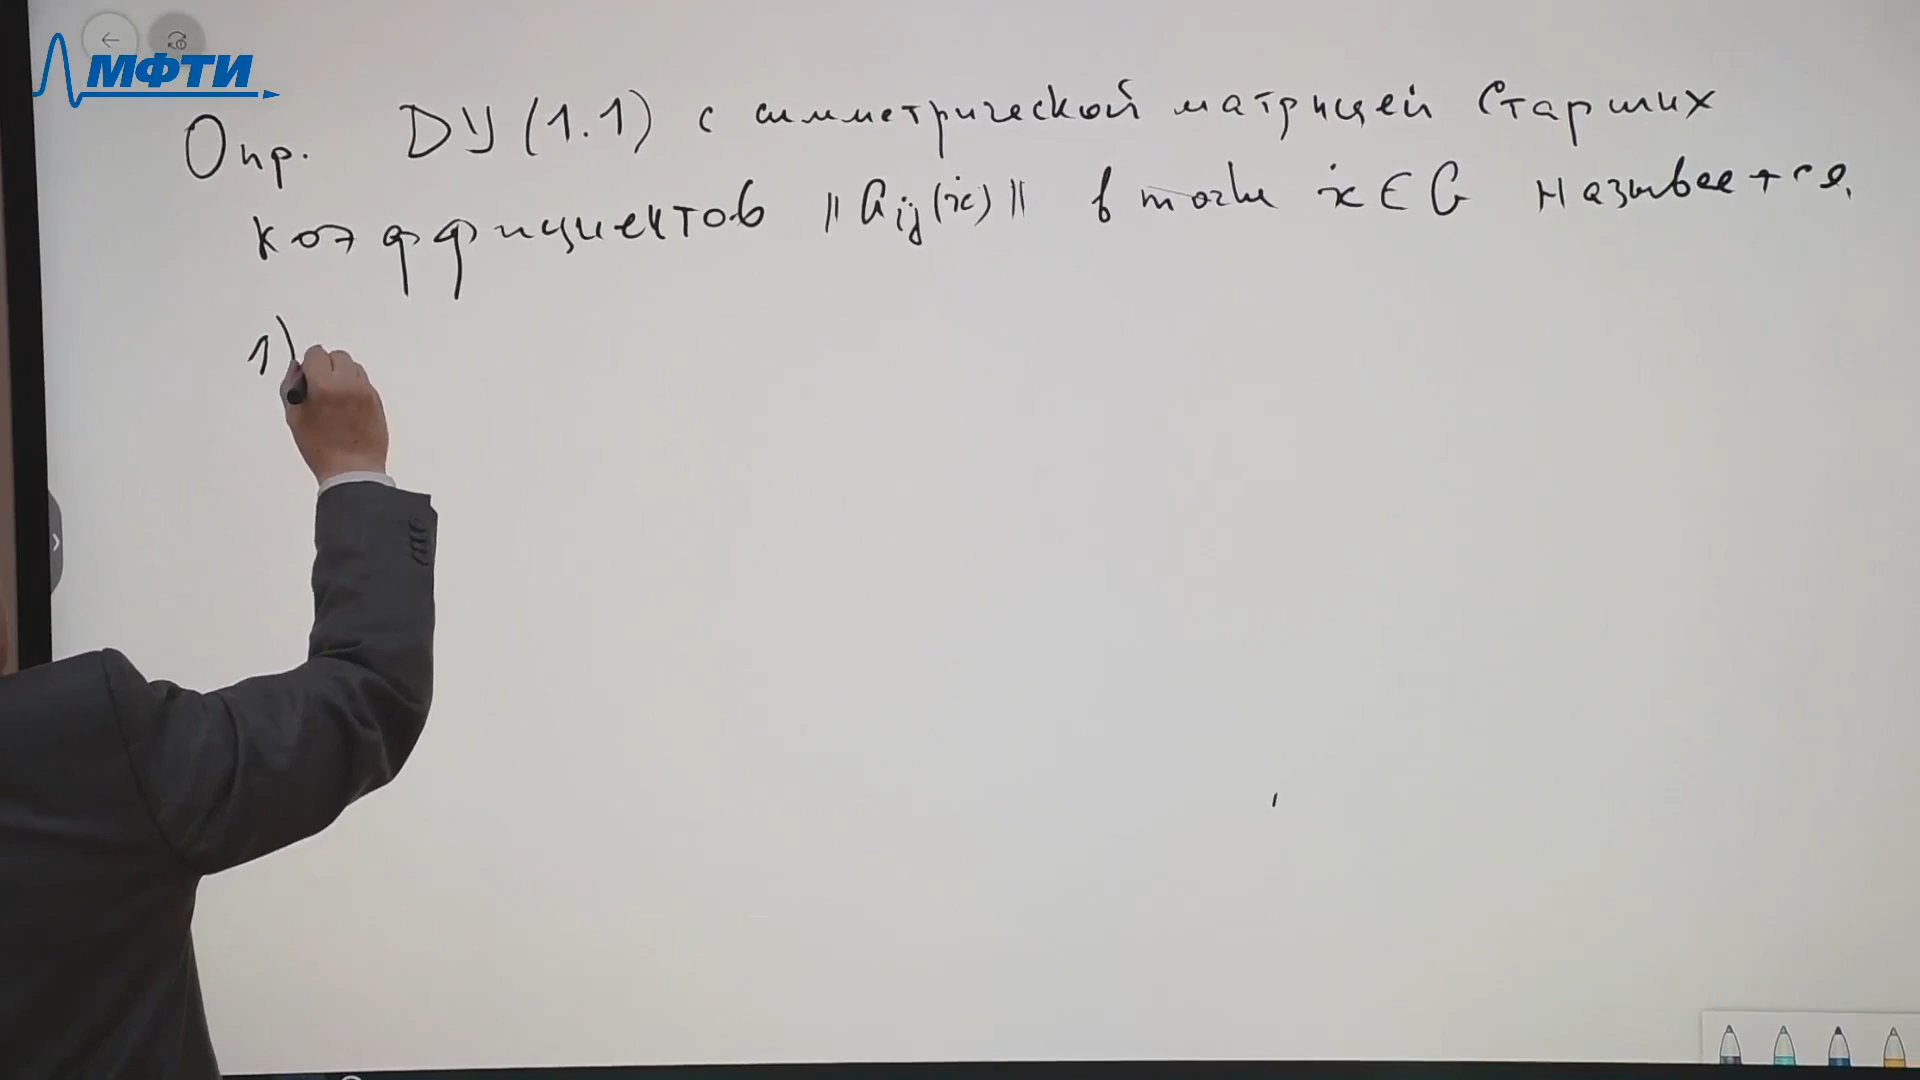 МФТИ
Опр. ДУ (1.1) с симметрической матрицей старших
коэффициентов ||aij(x)|| в точке x∈G называется
1)